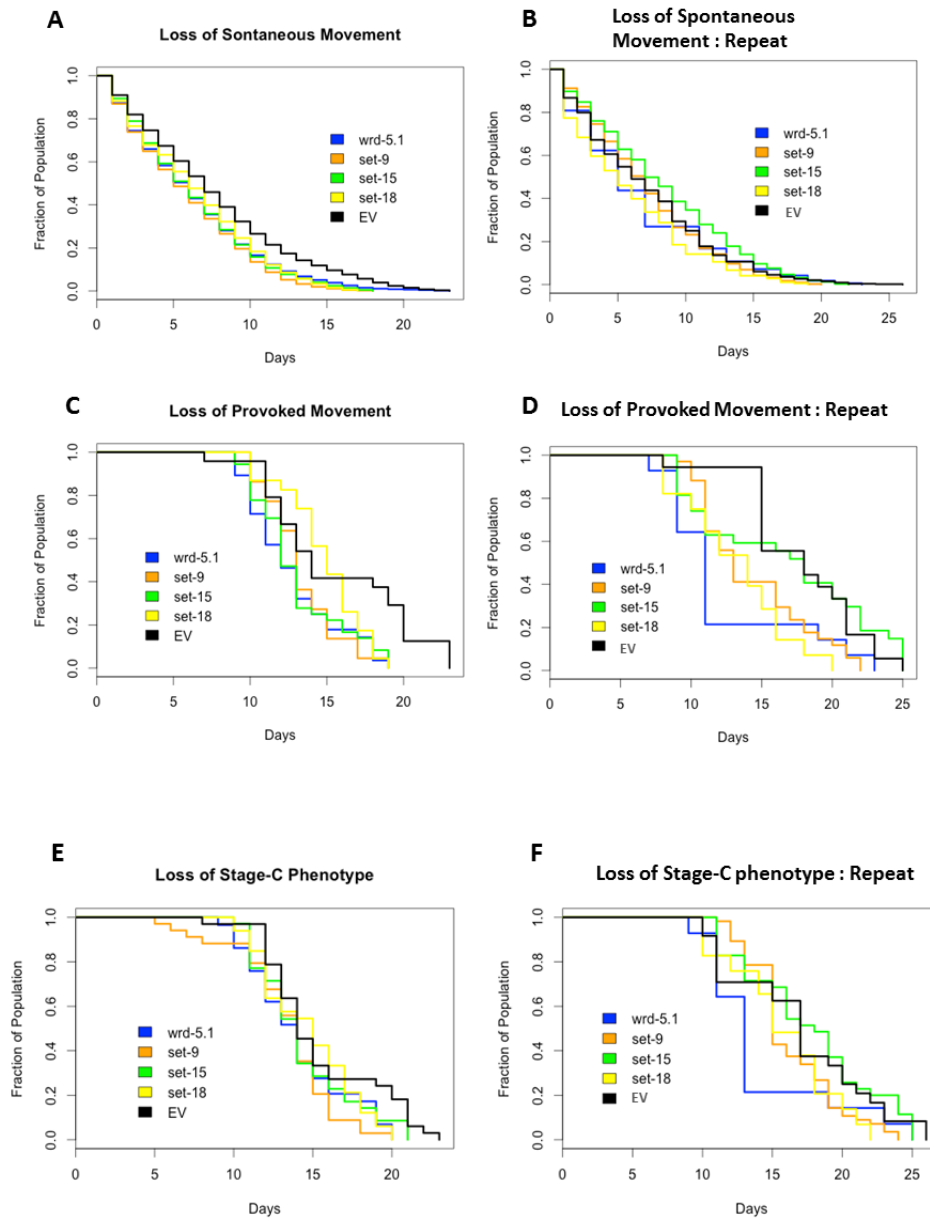 A
Loss of Sontaneous Movement
Fraction of Population
0.0 0.2 0.4 0.6 0.8 1.0
wrd-5.1
set-9
set-15
set-18
EV
0 5 10 15 20
Days
B
Loss of Spontaneous
Movement : Repeat
Fraction of Population
0.0 0.2 0.4 0.6 0.8 1.0
wrd-5.1
set-9
set-15
set-18
EV
0 5 10 15 20 25
Days
C
Loss of Provoked Movement
Fraction of Population
0.0 0.2 0.4 0.6 0.8 1.0
wrd-5.1
set-9
set-15
set-18
EV
0 5 10 15 20
Days
D
Loss of Provoked Movement : Repeat
Fraction of Population
0.0 0.2 0.4 0.6 0.8 1.0
wrd-5.1
set-9
set-15
set-18
EV
0 5 10 15 20 25
Days
E
Loss of Stage-C Phenotype
Fraction of Population
0.0 0.2 0.4 0.6 0.8 1.0
wrd-5.1
set-9
set-15
set-18
EV
0 5 10 15 20
Days
F
Loss of Stage-C phenotype : Repeat
Fraction of Population
0.0 0.2 0.4 0.6 0.8 1.0
wrd-5.1
set-9
set-15
set-18
EV
0 5 10 15 20 25
Days